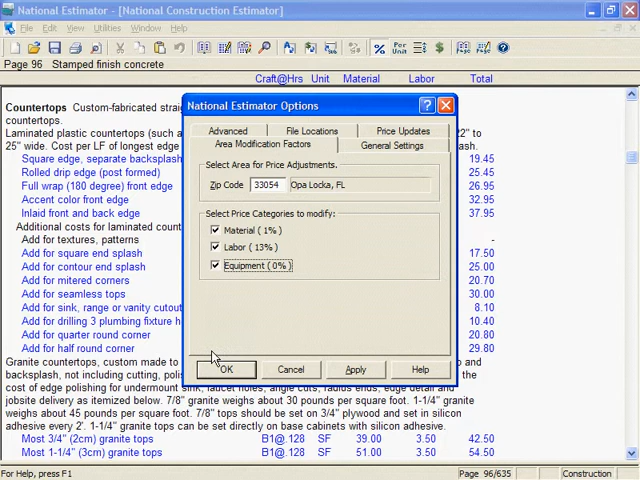 National Estimator - [National Construction Estimator]
File Edit View Utilities Window Help
% Per Unit $
Page 96 Stamped finish concrete
Craft@Hrs Unit Material Labor Total
Countertops Custom-fabricated straig
countertops.
Laminated plastic countertops (such a
22" to
25" wide. Cost per LF of longest edge
sh.
Square edge, separate backsplash
19.45
Rolled drip edge (post formed)
25.45
Full wrap (180 degree) front edge
26.95
Accent color front edge
32.95
Inlaid front and back edge
37.95
Additional costs for laminated count
Add for textures, patterns
-
Add for square end splash
17.50
Add for contour end splash
25.00
Add for mitered corners
20.70
Add for seamless tops
30.00
Add for sink, range or vanity cutout
8.10
Add for drilling 3 plumbing fixture h
10.40
Add for quarter round corner
20.70
Add for half round corner
29.80
Granite countertops, custom made to
and
backsplash, not including cutting, polis
the
cost of edge polishing for undermount sink, faucet holes, angle cuts, radius ends, edge detail and
jobsite delivery as itemized below. 7/8" granite weighs about 30 pounds per square foot. 1-1/4" granite
weighs about 45 pounds per square foot. 7/8" tops should be set on 3/4" plywood and set in silicon
adhesive every 2'. 1-1/4" granite tops can be set directly on base cabinets with silicon adhesive.
Most 3/4" (2cm) granite tops B1@.128 SF 39.00 3.50 42.50
Most 1-1/4" (3cm) granite tops B1@.128 SF 51.00 3.50 54.50
National Estimator Options
Advanced File Locations Price Updates
Area Modification Factors General Settings
Select Area for Price Adjustments.
Zip Code 33054 Opa Locka, FL
Select Price Categories to modify:
Material ( 1% )
Labor ( 13% )
Equipment ( 0% )
OK Cancel Apply Help
For Help, press F1 Page 96/635 Construction